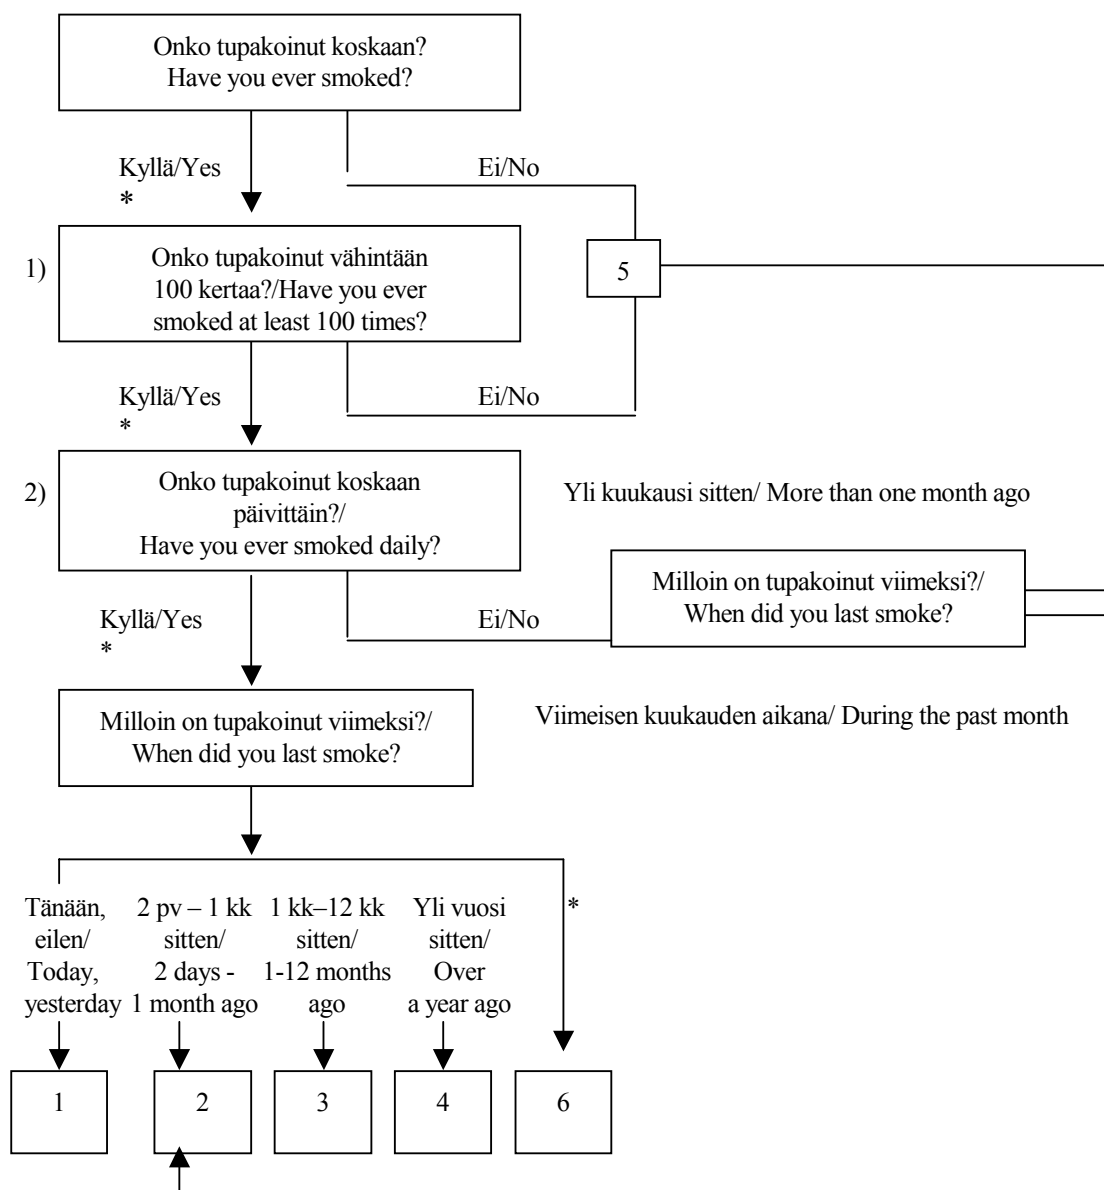 Onko tupakoinut koskaan?
Have you ever smoked?
Kyllä/Yes
*
Ei/No
1)
Onko tupakoinut vähintään
100 kertaa?/Have you ever
smoked at least 100 times?
5
Kyllä/Yes
*
Ei/No
2)
Onko tupakoinut koskaan
päivittäin?/
Have you ever smoked daily?
Yli kuukausi sitten/ More than one month ago
Milloin on tupakoinut viimeksi?/
When did you last smoke?
Kyllä/Yes
*
Ei/No
Milloin on tupakoinut viimeksi?/
When did you last smoke?
Viimeisen kuukauden aikana/ During the past month
Tänään,
eilen/
Today,
yesterday
2 pv – 1 kk
sitten/
2 days -
1 month ago
1 kk–12 kk
sitten/
1-12 months
ago
Yli vuosi
sitten/
Over
a year ago
*
1
2
3
4
6